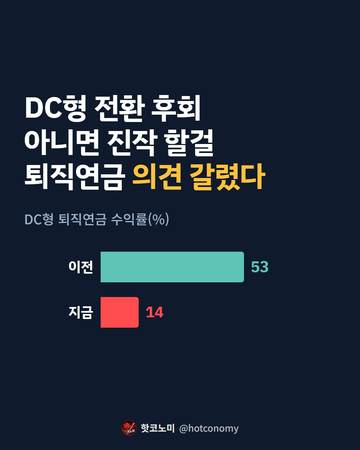 DC형 전환 후회
아니면 진작 할걸
퇴직연금 의견 갈렸다
DC형 퇴직연금 수익률(%)
이전 53
지금 14
핫코노미 @hotconomy